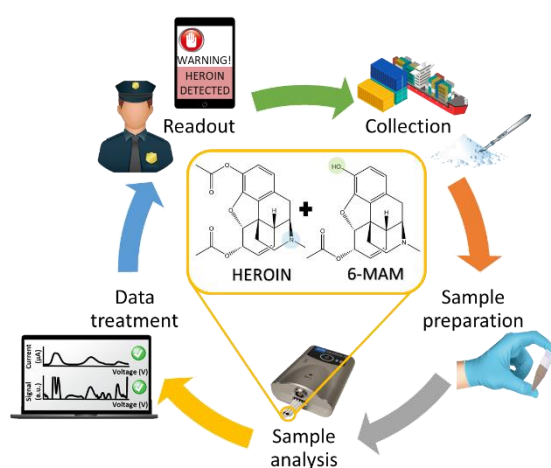 WARNING!
HEROIN
DETECTED
Readout
Collection
HO
O
O
H
O
H
N
O
O
HEROIN
+
O
O
H
O
H
N
O
6-MAM
Data
treatment
Sample
preparation
Current
(µA)
Voltage (V)
Signal
(a.u.)
Voltage (V)
Sample
analysis